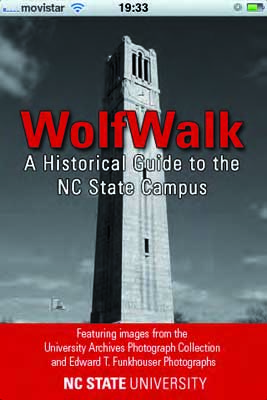 movistar 19:33
WolfWalk
A Historical Guide to the
NC State Campus
Featuring images from the
University Archives Photograph Collection
and Edward T. Funkhouser Photographs
NC STATE UNIVERSITY